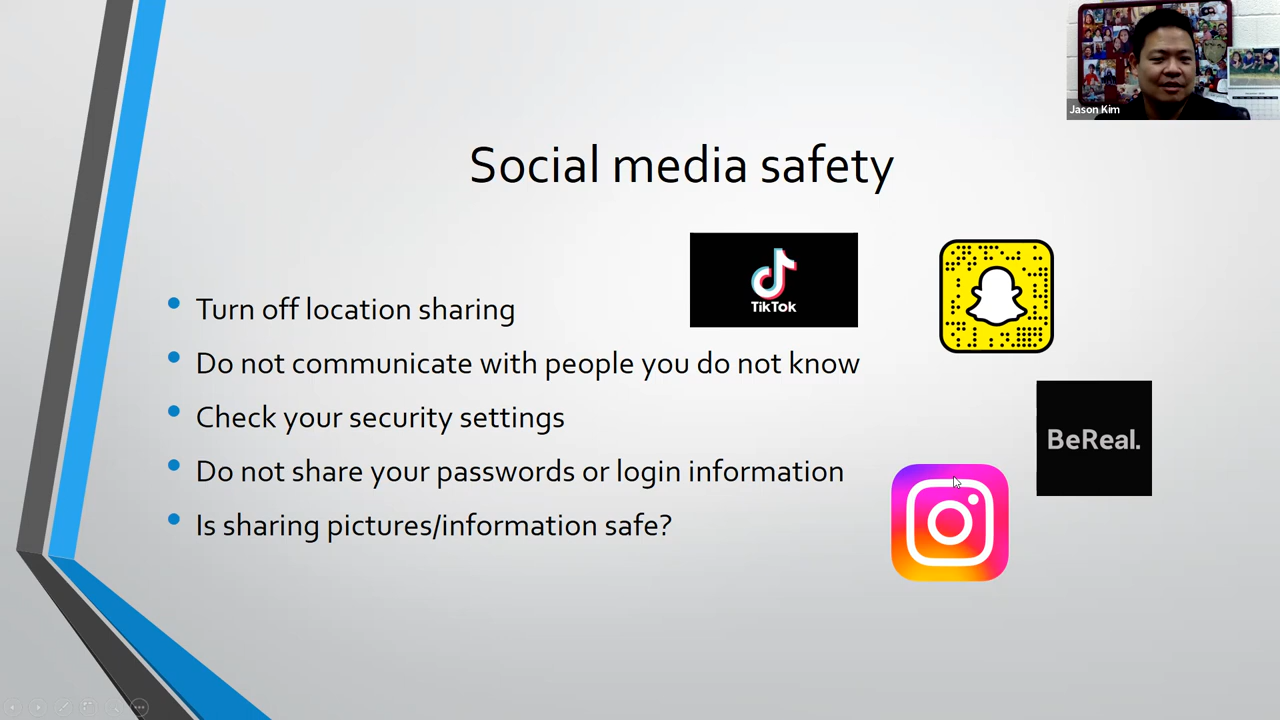 Jason Kim
Social media safety
TikTok
Turn off location sharing
Do not communicate with people you do not know
Check your security settings
BeReal.
Do not share your passwords or login information
Is sharing pictures/information safe?